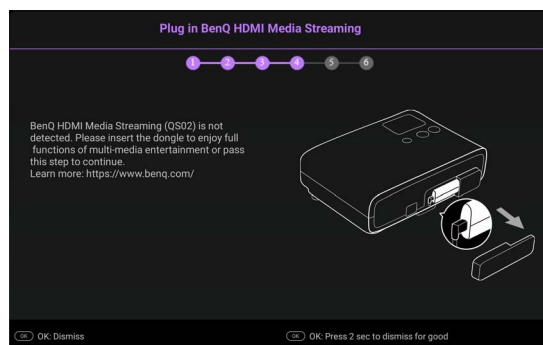 Plug in BenQ HDMI Media Streaming
1 2 3 4 5 6
BenQ HDMI Media Streaming (QS02) is not
detected. Please insert the dongle to enjoy full
functions of multi-media entertainment or pass
this step to continue.
Learn more: https://www.benq.com/
OK OK: Dismiss
OK OK: Press 2 sec to dismiss for good